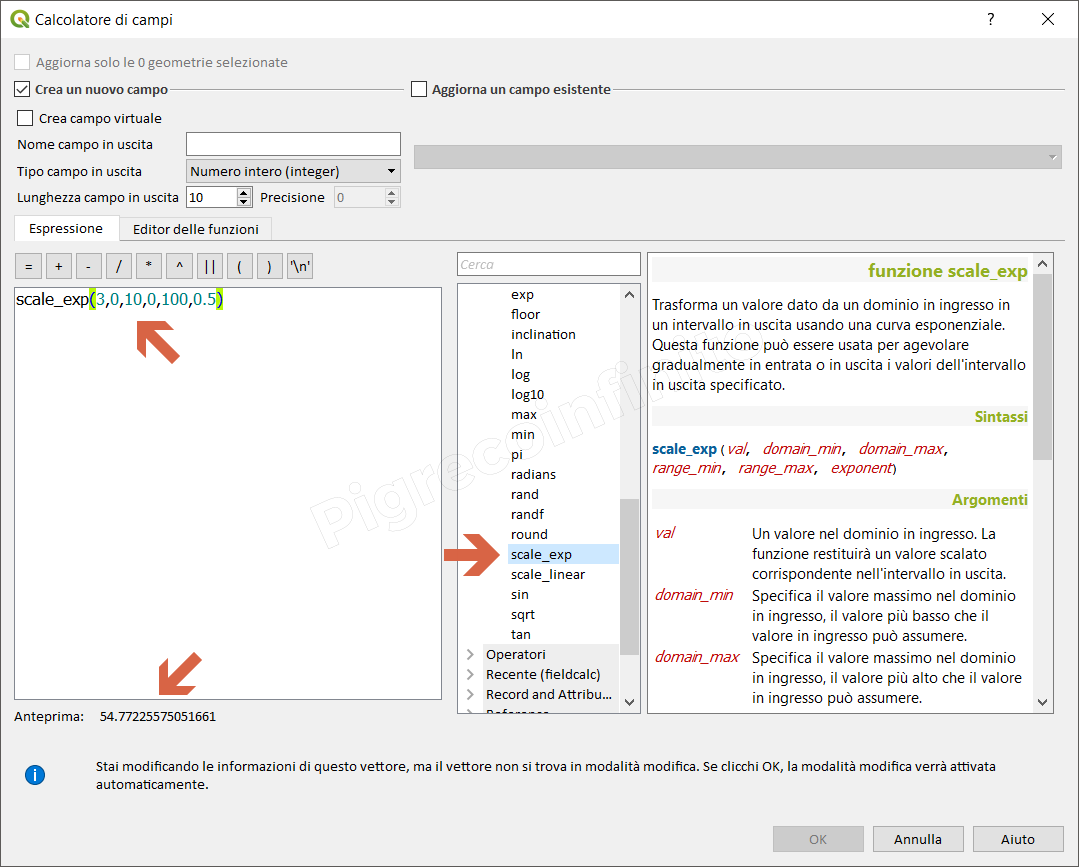 Calcolatore di campi
?
Aggiorna solo le 0 geometrie selezionate
Crea un nuovo campo
Aggiorna un campo esistente
Crea campo virtuale
Nome campo in uscita
Tipo campo in uscita
Numero intero (integer)
Lunghezza campo in uscita
10
Precisione
0
Espressione
Editor delle funzioni
= + - / * ^ || ( ) '\n'
scale_exp(3,0,10,0,100,0.5)
Anteprima: 54.77225575051661
Cerca
exp
floor
inclination
ln
log
log10
max
min
pi
radians
rand
randf
round
scale_exp
scale_linear
sin
sqrt
tan
Operatori
Recente (fieldcalc)
Record and Attribu...
funzione scale_exp
Trasforma un valore dato da un dominio in ingresso in
un intervallo in uscita usando una curva esponenziale.
Questa funzione può essere usata per agevolare
gradualmente in entrata o in uscita i valori dell'intervallo
in uscita specificato.
Sintassi
scale_exp(val, domain_min, domain_max,
range_min, range_max, exponent)
Argomenti
val
Un valore nel dominio in ingresso. La
funzione restituirà un valore scalato
corrispondente nell'intervallo in uscita.
domain_min
Specifica il valore massimo nel dominio
in ingresso, il valore più basso che il
valore in ingresso può assumere.
domain_max
Specifica il valore massimo nel dominio
in ingresso, il valore più alto che il valore
in ingresso può assumere.
Stai modificando le informazioni di questo vettore, ma il vettore non si trova in modalità modifica. Se clicchi OK, la modalità modifica verrà attivata
automaticamente.
OK
Annulla
Aiuto